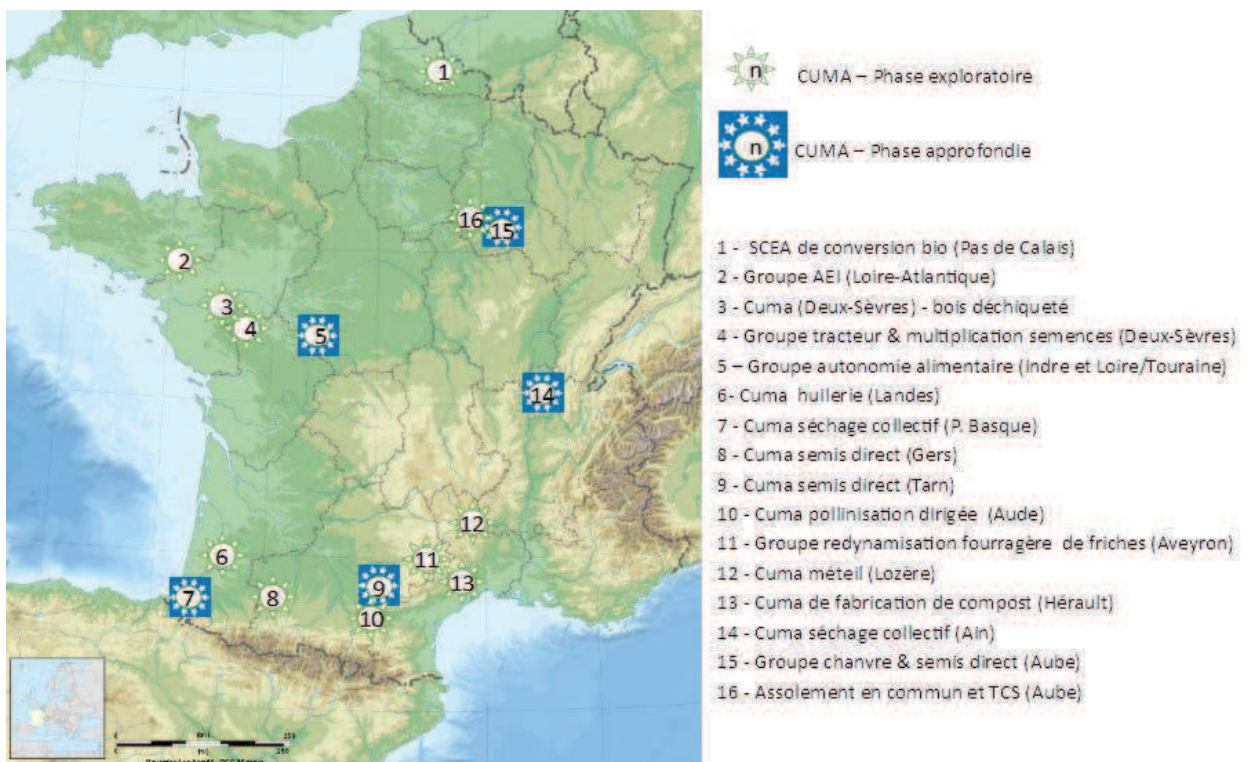 n CUMA – Phase exploratoire
n CUMA – Phase approfondie
1 - SCEA de conversion bio (Pas de Calais)
2 - Groupe AEI (Loire-Atlantique)
3 - Cuma (Deux-Sèvres) - bois déchiqueté
4 - Groupe tracteur & multiplication semences (Deux-Sèvres)
5 – Groupe autonomie alimentaire (Indre et Loire/Touraine)
6- Cuma huilerie (Landes)
7 - Cuma séchage collectif (P. Basque)
8 - Cuma semis direct (Gers)
9 - Cuma semis direct (Tarn)
10 - Cuma pollinisation dirigée (Aude)
11 - Groupe redynamisation fourragère de friches (Aveyron)
12 - Cuma méteil (Lozère)
13 - Cuma de fabrication de compost (Hérault)
14 - Cuma séchage collectif (Ain)
15 - Groupe chanvre & semis direct (Aube)
16 - Assolement en commun et TCS (Aube)
1
16
15
2
3
4
5
14
12
11
6
13
9
7
8
10